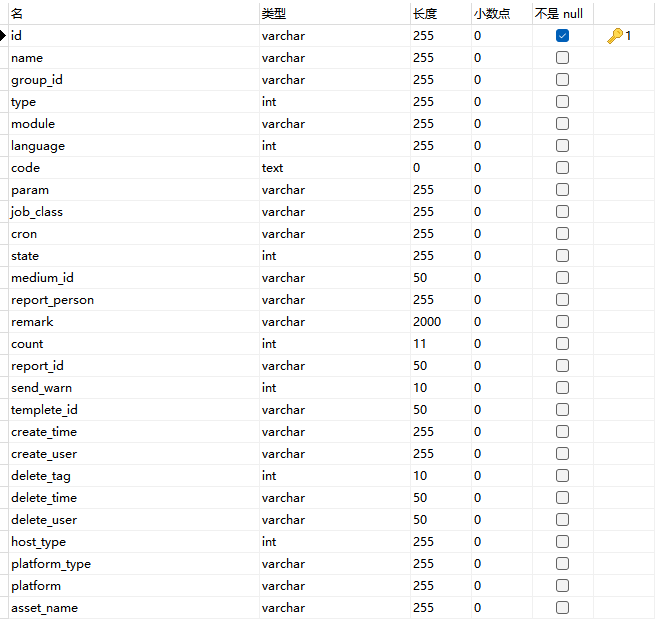 名 类型 长度 小数点 不是 null
id varchar 255 0 1
name varchar 255 0
group_id varchar 255 0
type int 255 0
module varchar 255 0
language int 255 0
code text 0 0
param varchar 255 0
job_class varchar 255 0
cron varchar 255 0
state int 255 0
medium_id varchar 50 0
report_person varchar 255 0
remark varchar 2000 0
count int 11 0
report_id varchar 50 0
send_warn int 10 0
templete_id varchar 50 0
create_time varchar 255 0
create_user varchar 255 0
delete_tag int 10 0
delete_time varchar 50 0
delete_user varchar 50 0
host_type int 255 0
platform_type varchar 255 0
platform varchar 255 0
asset_name varchar 255 0